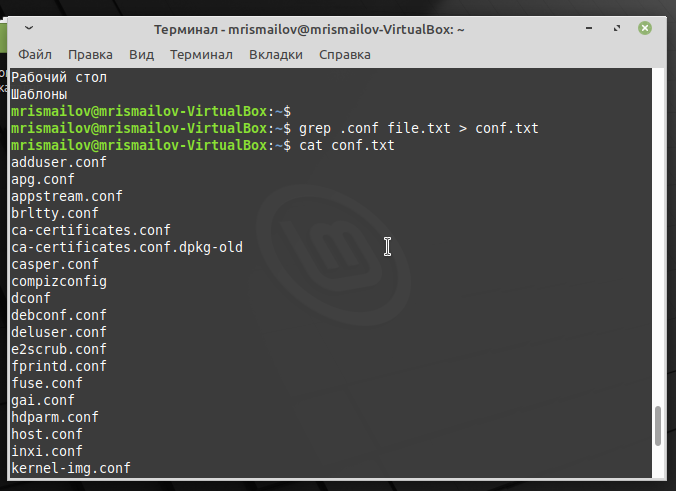 Терминал - mrismailov@mrismailov-VirtualBox: ~
Файл Правка Вид Терминал Вкладки Справка
Рабочий стол
Шаблоны
mrismailov@mrismailov-VirtualBox:~$
mrismailov@mrismailov-VirtualBox:~$ grep .conf file.txt > conf.txt
mrismailov@mrismailov-VirtualBox:~$ cat conf.txt
adduser.conf
apg.conf
appstream.conf
brltty.conf
ca-certificates.conf
ca-certificates.conf.dpkg-old
casper.conf
compizconfig
dconf
debconf.conf
deluser.conf
e2scrub.conf
fprintd.conf
fuse.conf
gai.conf
hdparm.conf
host.conf
inxi.conf
kernel-img.conf